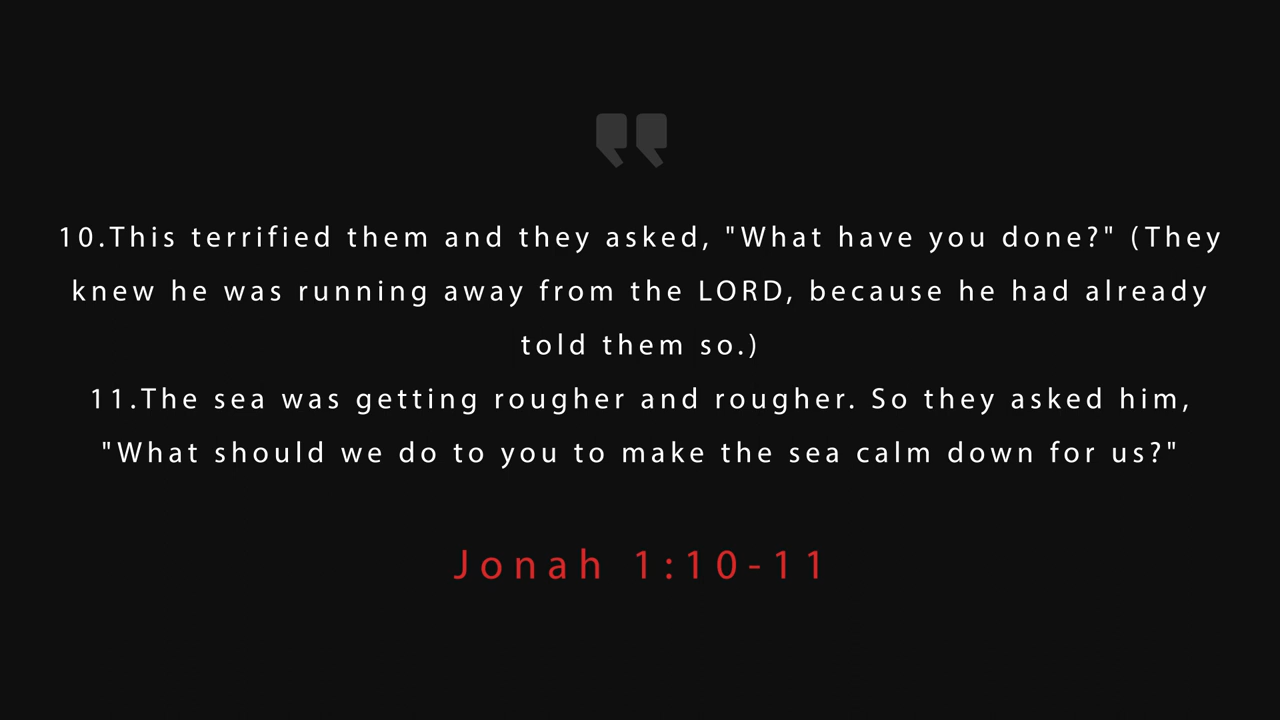 10.This terrified them and they asked, "What have you done?" (They
knew he was running away from the LORD, because he had already
told them so.)
11.The sea was getting rougher and rougher. So they asked him,
"What should we do to you to make the sea calm down for us?"
Jonah 1:10-11